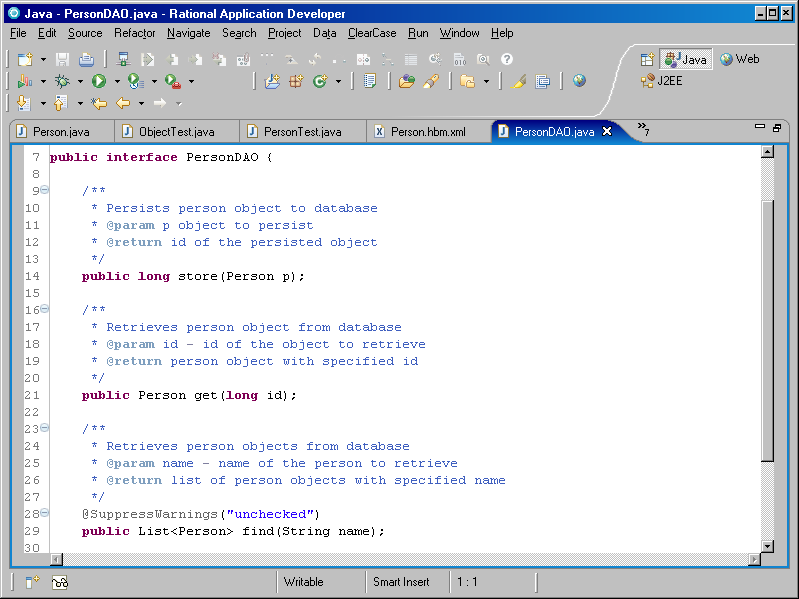 Java - PersonDAO.java - Rational Application Developer
File Edit Source Refactor Navigate Search Project Data ClearCase Run Window Help
Java Web
J2EE
Person.java ObjectTest.java PersonTest.java Person.hbm.xml PersonDAO.java »7
7 public interface PersonDAO {
8
9 /**
10 * Persists person object to database
11 * @param p object to persist
12 * @return id of the persisted object
13 */
14 public long store(Person p);
15
16 /**
17 * Retrieves person object from database
18 * @param id - id of the object to retrieve
19 * @return person object with specified id
20 */
21 public Person get(long id);
22
23 /**
24 * Retrieves person objects from database
25 * @param name - name of the person to retrieve
26 * @return list of person objects with specified name
27 */
28 @SuppressWarnings("unchecked")
29 public List<Person> find(String name);
30
Writable Smart Insert 1 : 1